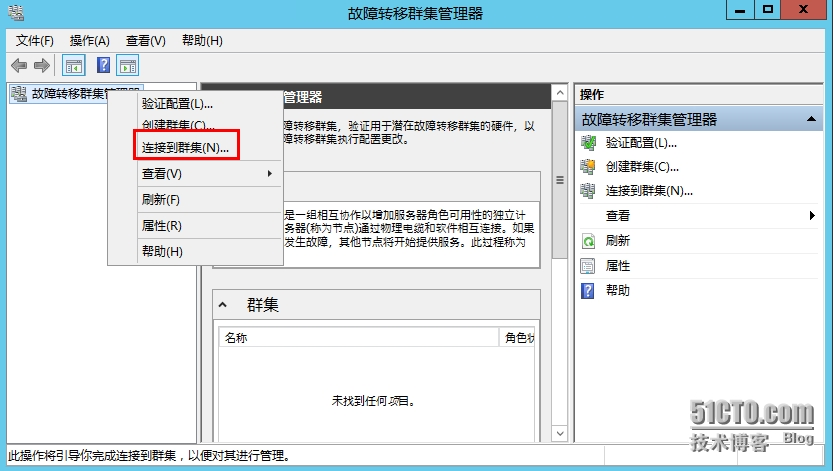 故障转移群集管理器
文件(F) 操作(A) 查看(V) 帮助(H)
故障转移群集管理器
验证配置(L)...
创建群集(C)...
连接到群集(N)...
查看(V)
刷新(F)
属性(R)
帮助(H)
管理器
障转移群集，验证用于潜在故障转移群集的硬件，以
障转移群集执行配置更改。
是一组相互协作以增加服务器角色可用性的独立计
务器(称为节点)通过物理电缆和软件相互连接。如果
发生故障，其他节点将开始提供服务。此过程称为
群集
名称 角色状
未找到任何项目。
操作
故障转移群集管理器
验证配置(L)...
创建群集(C)...
连接到群集(N)...
查看
刷新
属性
帮助
此操作将引导你完成连接到群集，以便对其进行管理。
51CTO.com
技术博客 Blog